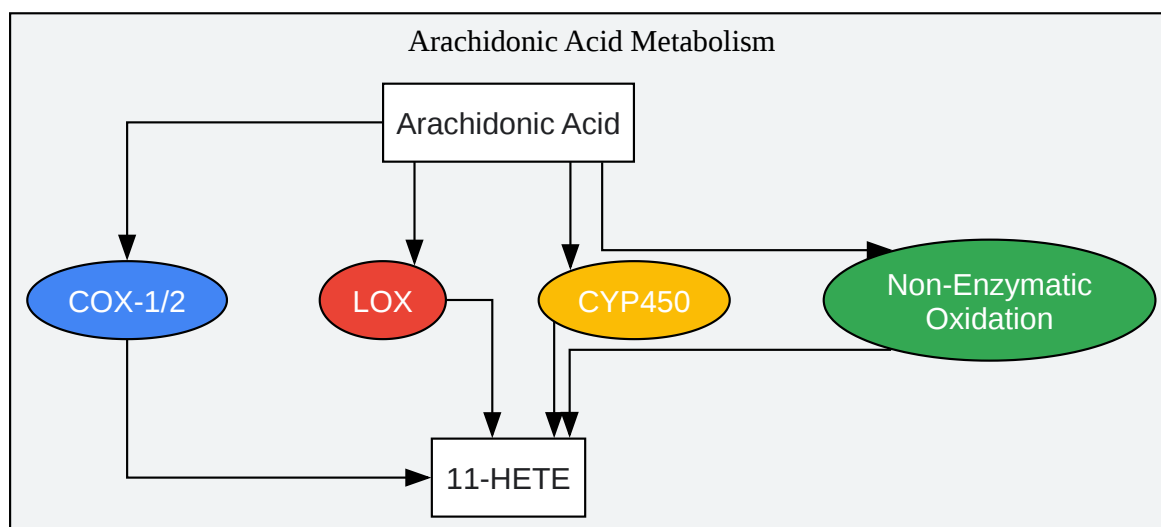 Arachidonic Acid Metabolism
Arachidonic Acid
COX-1/2
LOX
CYP450
Non-Enzymatic
Oxidation
11-HETE